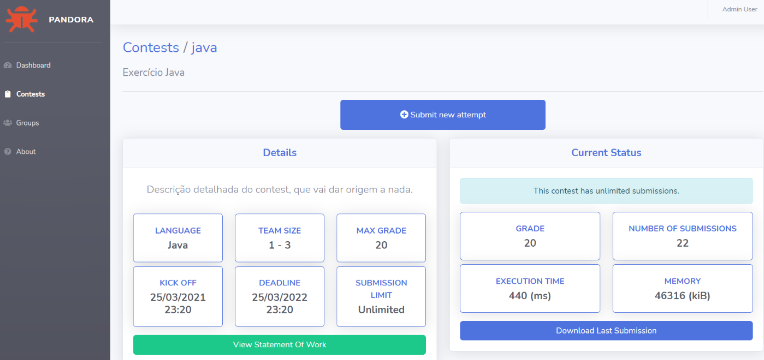 PANDORA
Admin User
Dashboard
Contests
Groups
About
Contests / java
Exercício Java
Submit new attempt
Details
Descrição detalhada do contest, que vai dar origem a nada.
LANGUAGE
Java
TEAM SIZE
1 - 3
MAX GRADE
20
KICK OFF
25/03/2021
23:20
DEADLINE
25/03/2022
23:20
SUBMISSION
LIMIT
Unlimited
View Statement Of Work
Current Status
This contest has unlimited submissions.
GRADE
20
NUMBER OF SUBMISSIONS
22
EXECUTION TIME
440 (ms)
MEMORY
46316 (kiB)
Download Last Submission